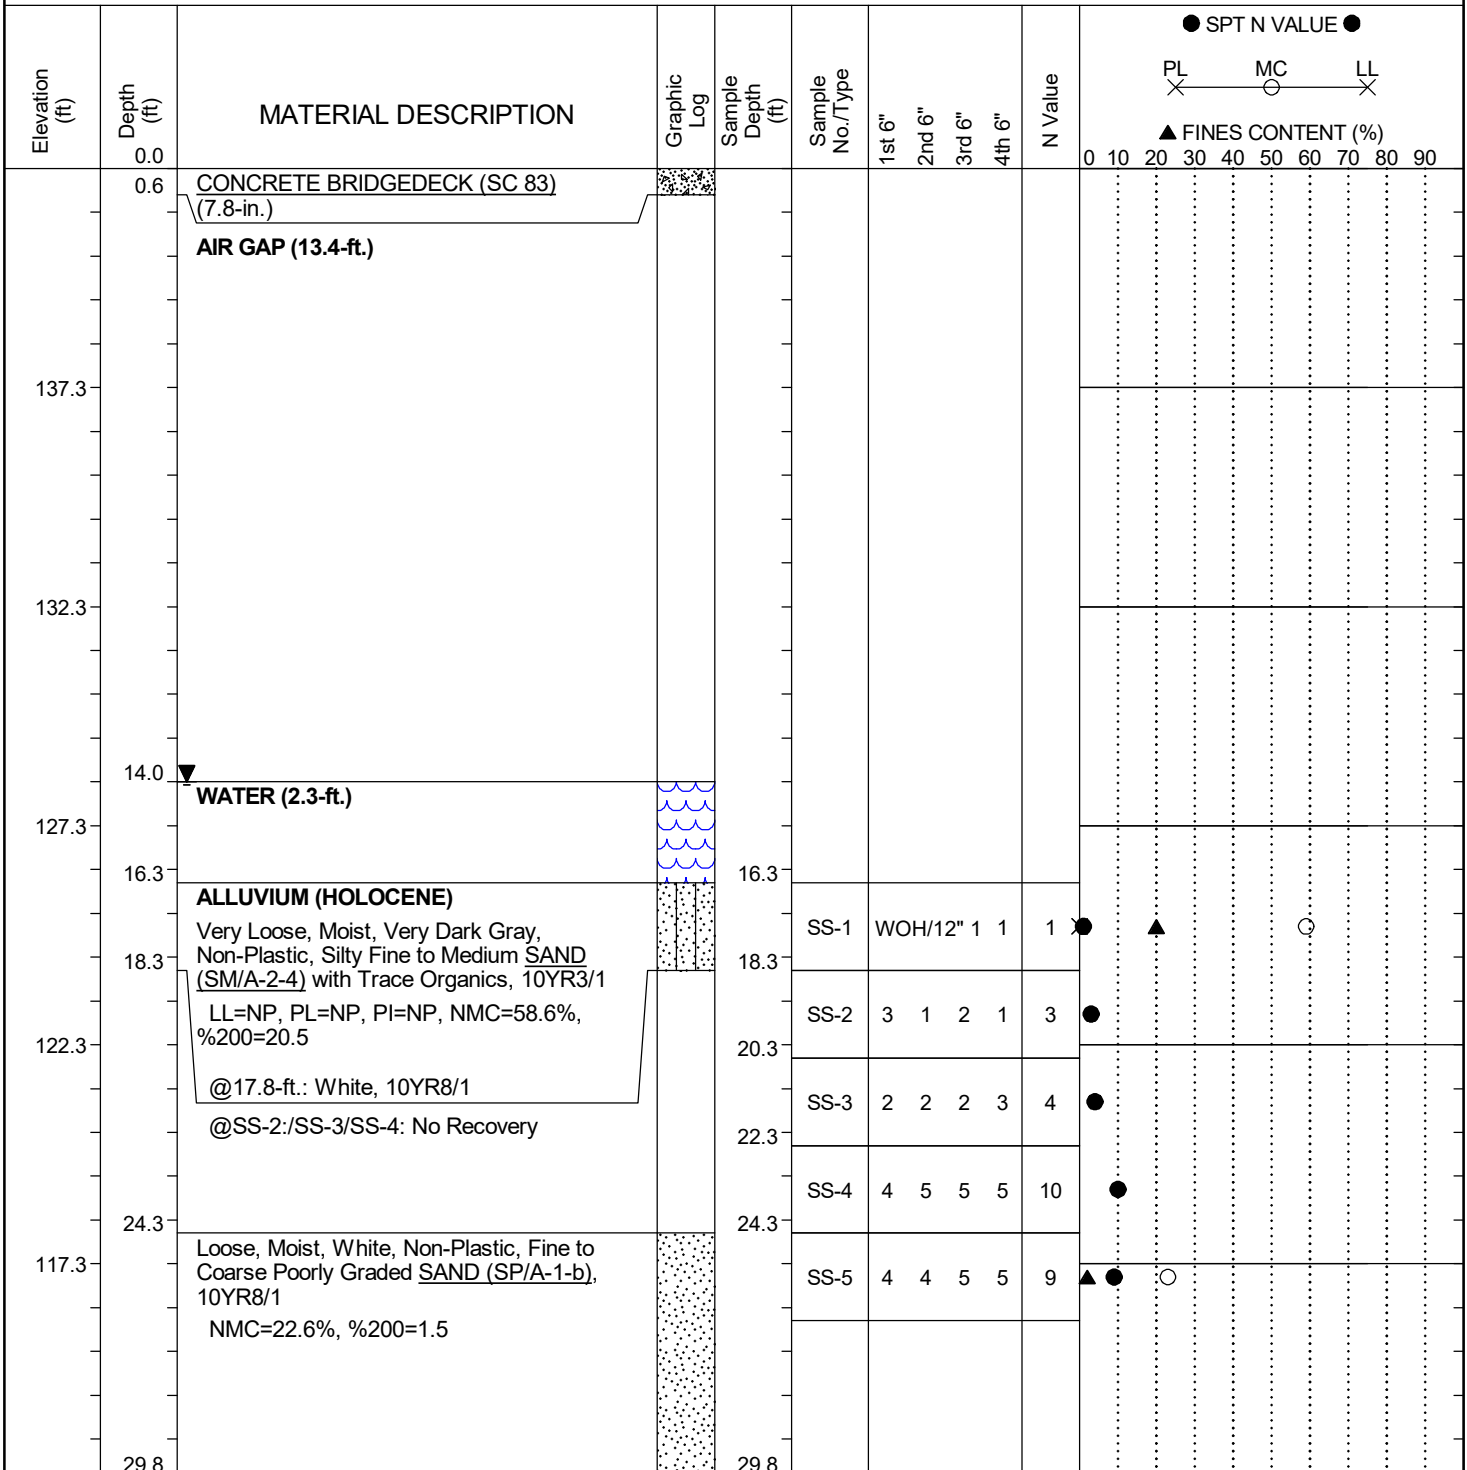 ● SPT N VALUE ●
PL MC LL
▲ FINES CONTENT (%)
0 10 20 30 40 50 60 70 80 90
Elevation (ft)
Depth (ft)
0.0
MATERIAL DESCRIPTION
Graphic Log
Sample Depth (ft)
Sample No./Type
1st 6"
2nd 6"
3rd 6"
4th 6"
N Value
0.6 CONCRETE BRIDGEDECK (SC 83)
(7.8-in.)
AIR GAP (13.4-ft.)
137.3
132.3
14.0
WATER (2.3-ft.)
127.3
16.3 16.3
ALLUVIUM (HOLOCENE)
Very Loose, Moist, Very Dark Gray,
SS-1 WOH/12" 1 1 1
Non-Plastic, Silty Fine to Medium SAND
18.3 18.3
(SM/A-2-4) with Trace Organics, 10YR3/1
LL=NP, PL=NP, PI=NP, NMC=58.6%,
SS-2 3 1 2 1 3
%200=20.5
122.3 20.3
@17.8-ft.: White, 10YR8/1
SS-3 2 2 2 3 4
@SS-2:/SS-3/SS-4: No Recovery
22.3
SS-4 4 5 5 5 10
24.3 24.3
Loose, Moist, White, Non-Plastic, Fine to
117.3
Coarse Poorly Graded SAND (SP/A-1-b),
SS-5 4 4 5 5 9
10YR8/1
NMC=22.6%, %200=1.5
29.8 29.8